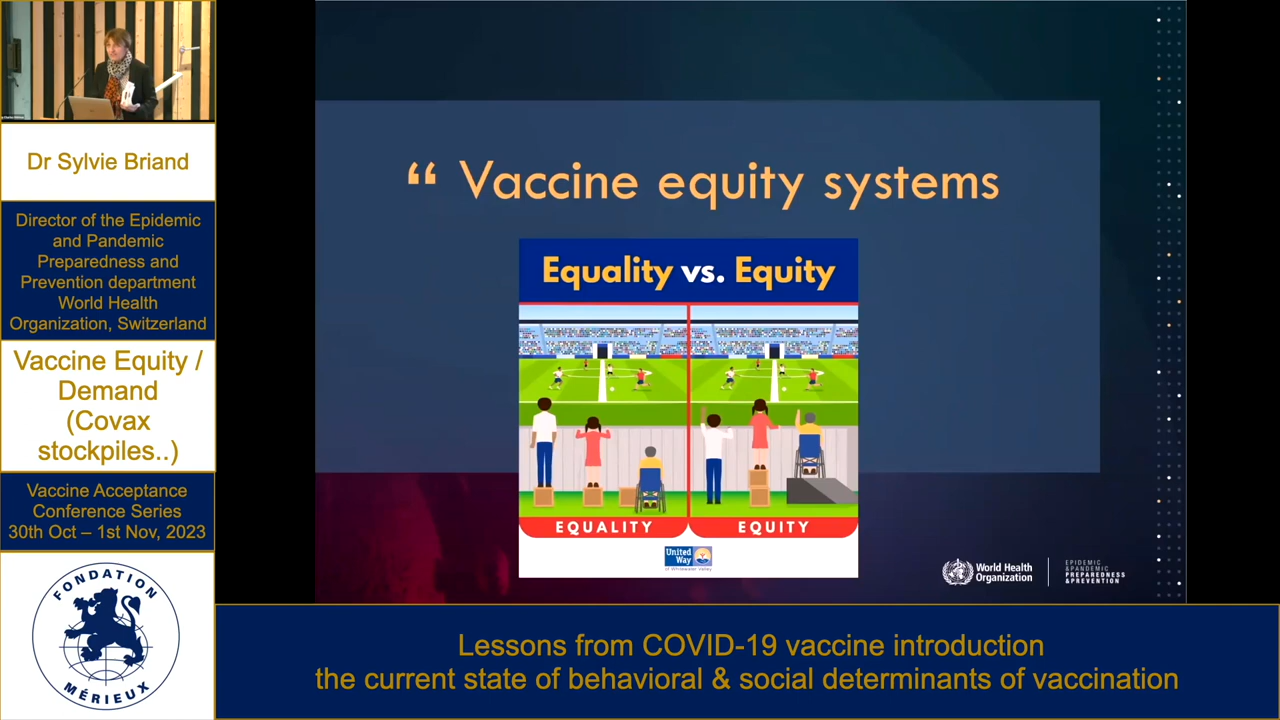 Dr Sylvie Briand
Director of the Epidemic
and Pandemic
Preparedness and
Prevention department
World Health
Organization, Switzerland
Vaccine Equity /
Demand
(Covax
stockpiles..)
Vaccine Acceptance
Conference Series
30th Oct – 1st Nov, 2023
FONDATION
MÉRIEUX
“ Vaccine equity systems
Equality vs. Equity
EQUALITY
EQUITY
United
Way
World Health
Organization
EPIDEMIC
&PANDEMIC
PREPAREDNESS
&PREVENTION
Lessons from COVID-19 vaccine introduction
the current state of behavioral & social determinants of vaccination